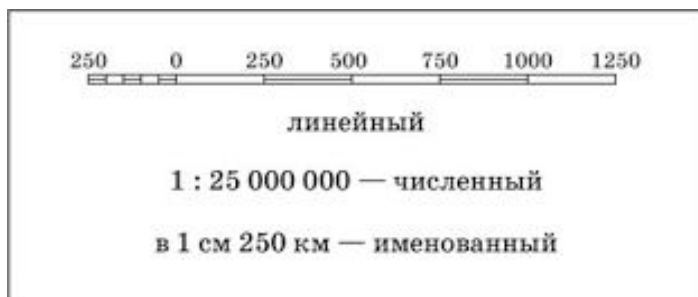 250 0 250 500 750 1000 1250
линейный
1 : 25 000 000 — численный
в 1 см 250 км — именованный